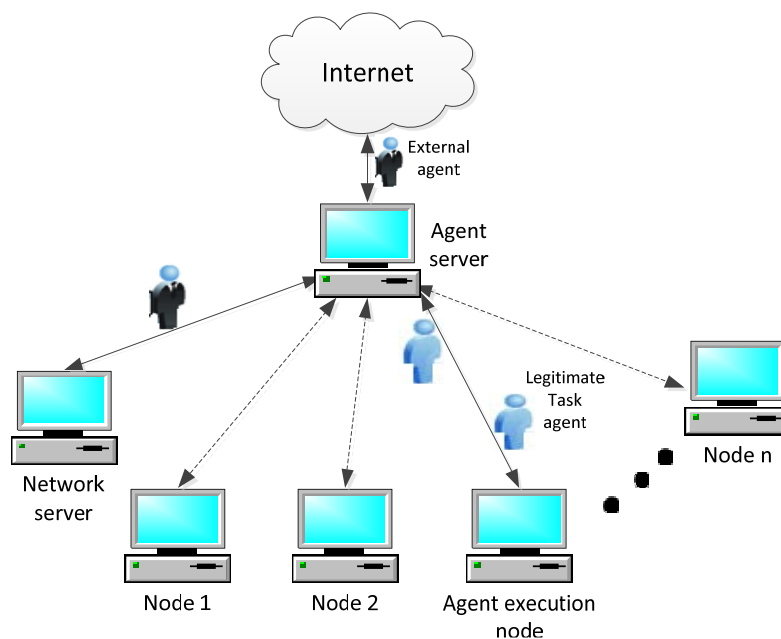 Internet
External
agent
Agent
server
Legitimate
Task
agent
Network
server
Node n
Node 1
Node 2
Agent execution
node